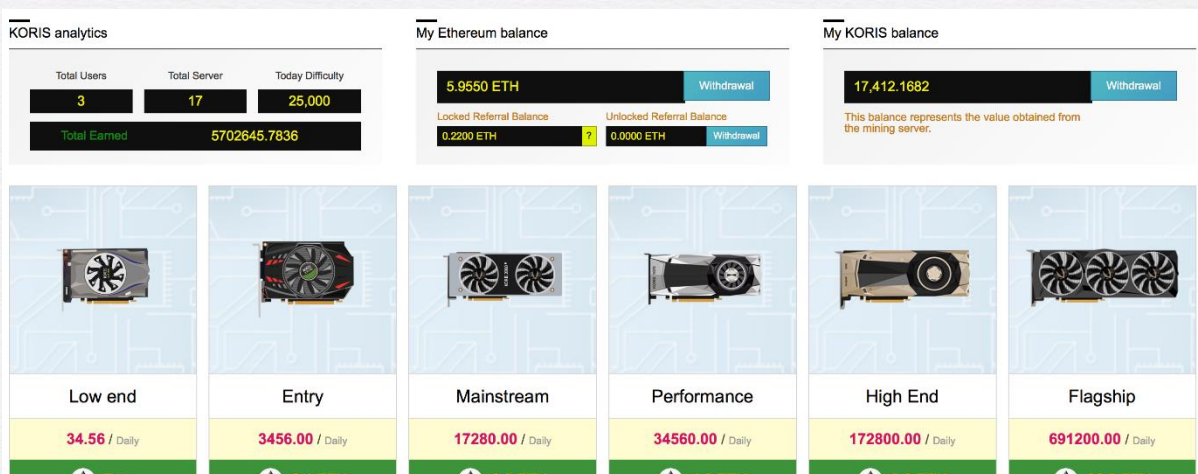 KORIS analytics
Total Users
Total Server
Today Difficulty
3
17
25,000
Total Earned
5702645.7836
My Ethereum balance
5.9550 ETH
Withdrawal
Locked Referral Balance
Unlocked Referral Balance
0.2200 ETH
?
0.0000 ETH
Withdrawal
My KORIS balance
17,412.1682
Withdrawal
This balance represents the value obtained from
the mining server.
Low end
34.56 / Daily
Entry
3456.00 / Daily
Mainstream
17280.00 / Daily
Performance
34560.00 / Daily
High End
172800.00 / Daily
Flagship
691200.00 / Daily